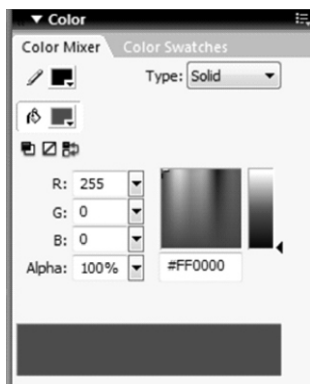 Color
Color Mixer Color Swatches
Type: Solid
R: 255
G: 0
B: 0
Alpha: 100% #FF0000